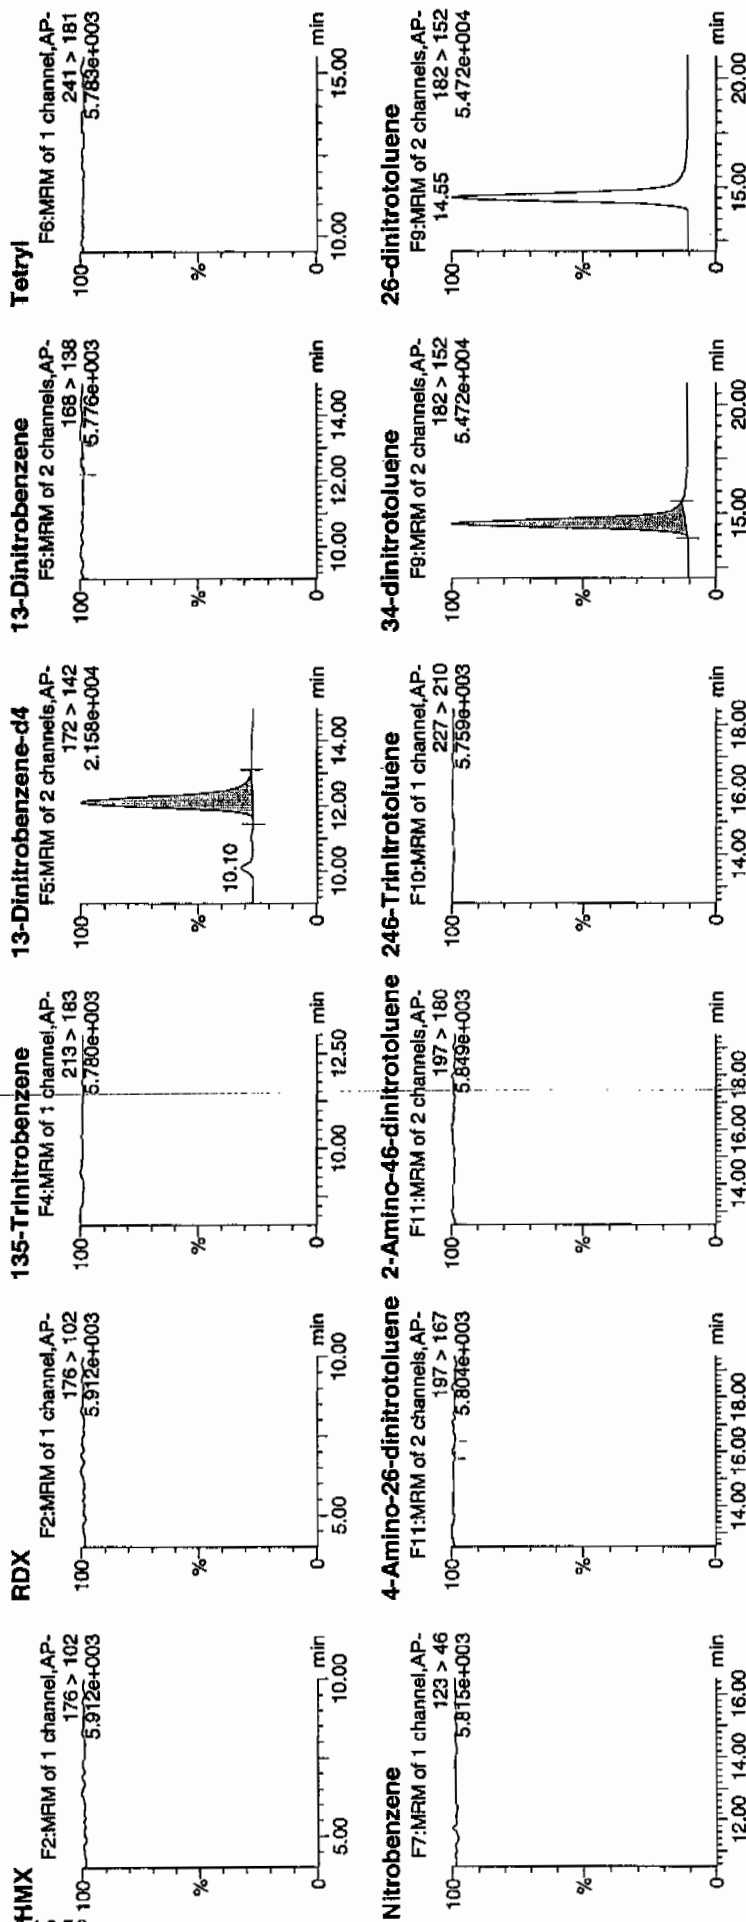 HMX
F2:MRM of 1 channel,AP-
176 > 102
5.912e+003
100
%
0
5.00
10.00
min
RDX
F2:MRM of 1 channel,AP-
176 > 102
5.912e+003
100
%
0
5.00
10.00
min
135-Trinitrobenzene
F4:MRM of 1 channel,AP-
213 > 183
5.780e+003
100
%
0
10.00
12.50
min
13-Dinitrobenzene-d4
F5:MRM of 2 channels,AP-
172 > 142
2.158e+004
100
10.10
%
0
10.00
12.00
14.00
min
13-Dinitrobenzene
F5:MRM of 2 channels,AP-
168 > 138
5.776e+003
100
%
0
10.00
12.00
14.00
min
Tetryl
F6:MRM of 1 channel,AP-
241 > 181
5.783e+003
100
%
0
10.00
15.00
min
Nitrobenzene
F7:MRM of 1 channel,AP-
123 > 46
5.815e+003
100
%
0
12.00
14.00
16.00
min
4-Amino-26-dinitrotoluene
F11:MRM of 2 channels,AP-
197 > 167
5.804e+003
100
%
0
14.00
16.00
18.00
min
2-Amino-46-dinitrotoluene
F11:MRM of 2 channels,AP-
197 > 180
5.849e+003
100
%
0
14.00
16.00
18.00
min
246-Trinitrotoluene
F10:MRM of 1 channel,AP-
227 > 210
5.759e+003
100
%
0
14.00
16.00
18.00
min
34-dinitrotoluene
F9:MRM of 2 channels,AP-
182 > 152
5.472e+004
100
%
0
15.00
20.00
min
26-dinitrotoluene
F9:MRM of 2 channels,AP-
182 > 152
14.55
5.472e+004
100
%
0
15.00
20.00
min